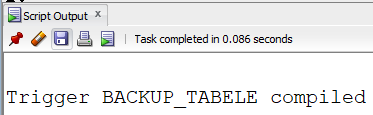 Script Output x
Task completed in 0.086 seconds
Trigger BACKUP_TABELE compiled